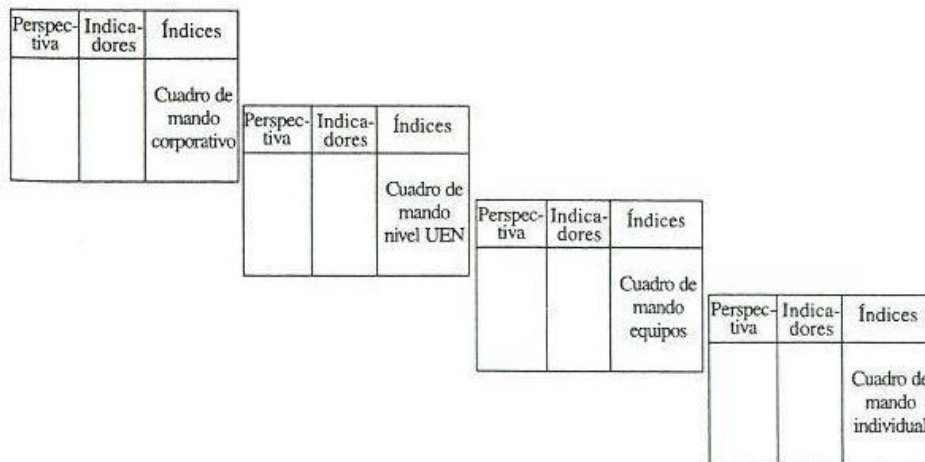 Perspec-
tiva
Indica-
dores
Índices
Cuadro de
mando
corporativo
Perspec-
tiva
Indica-
dores
Índices
Cuadro de
mando
nivel UEN
Perspec-
tiva
Indica-
dores
Índices
Cuadro de
mando
equipos
Perspec-
tiva
Indica-
dores
Índices
Cuadro de
mando
individual